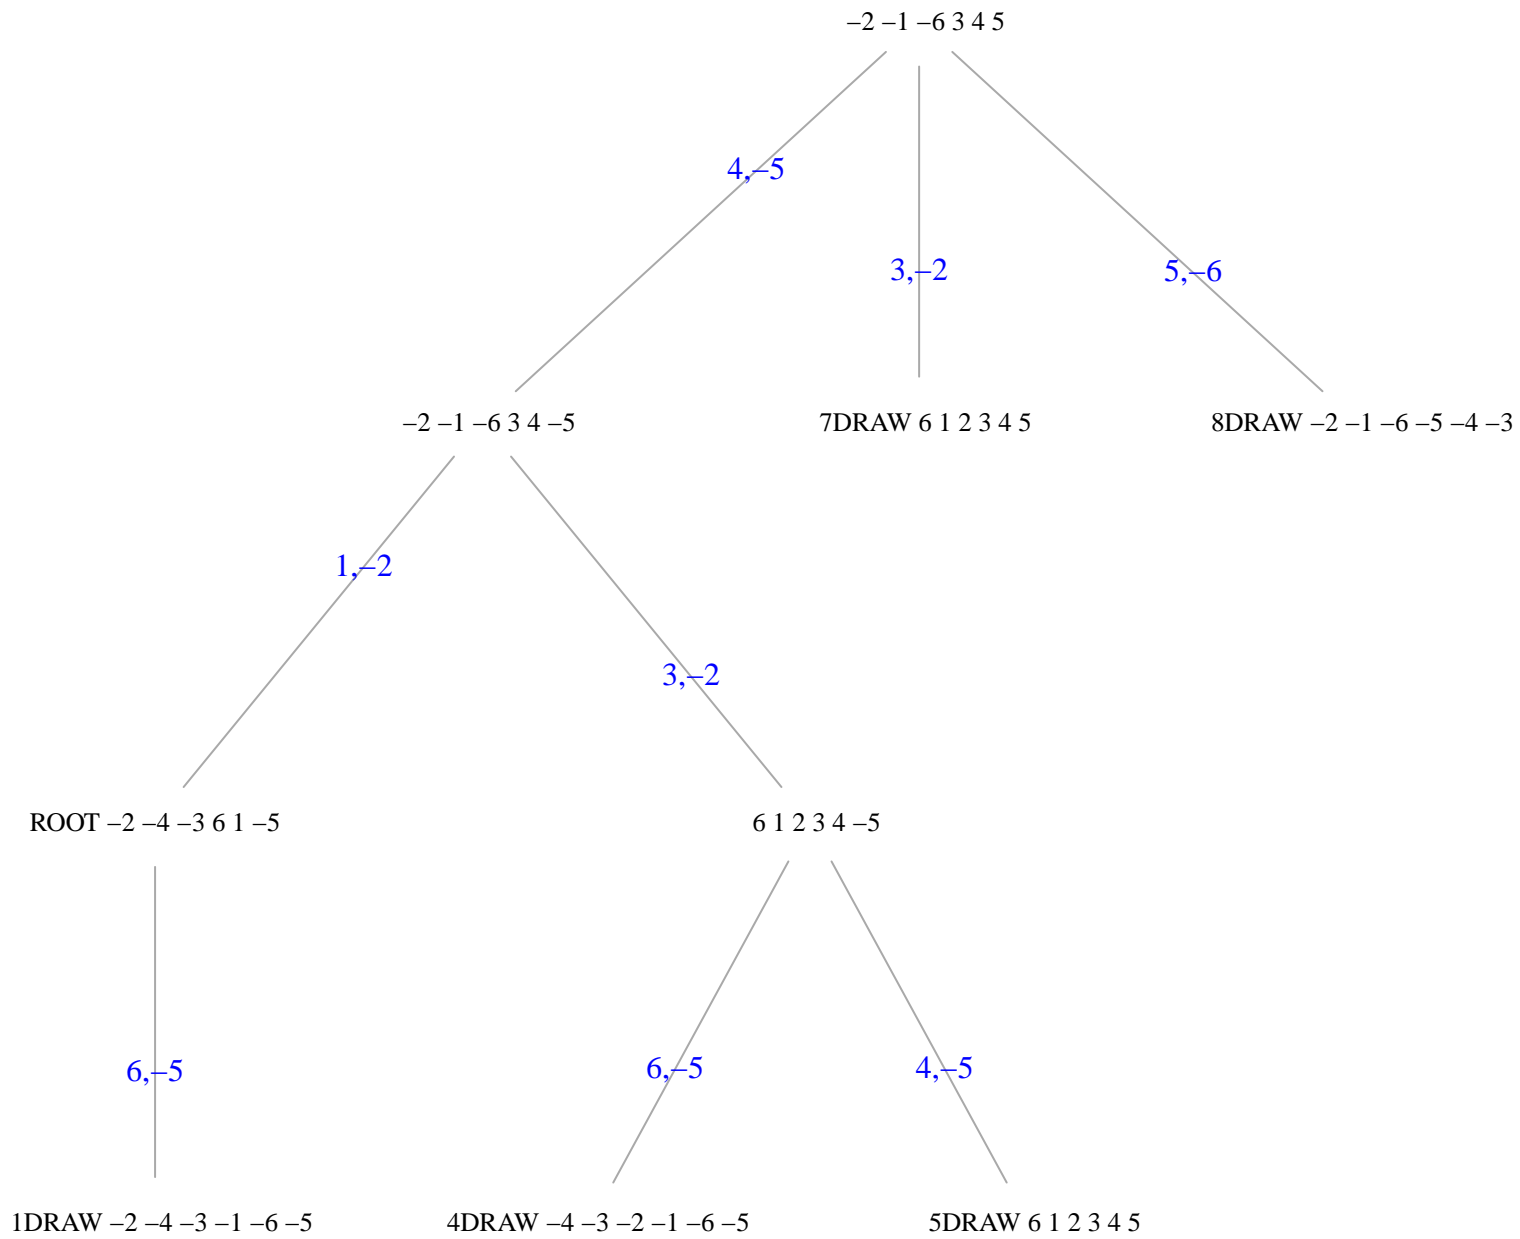 –2 –1 –6 3 4 5
4,–5
3,–2
5,–6
–2 –1 –6 3 4 –5
7DRAW 6 1 2 3 4 5
8DRAW –2 –1 –6 –5 –4 –3
1,–2
3,–2
ROOT –2 –4 –3 6 1 –5
6 1 2 3 4 –5
6,–5
6,–5
4,–5
1DRAW –2 –4 –3 –1 –6 –5
4DRAW –4 –3 –2 –1 –6 –5
5DRAW 6 1 2 3 4 5